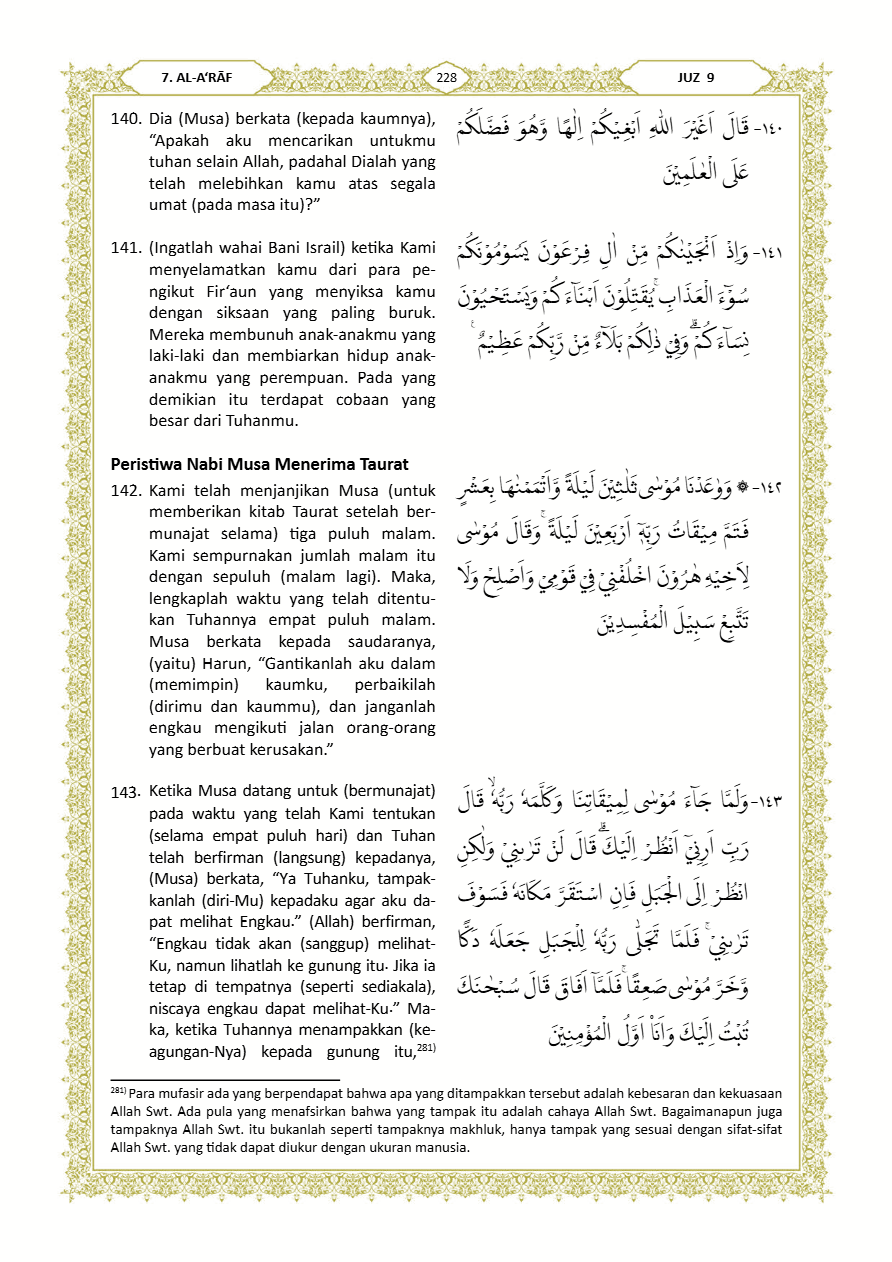 7. AL-A‘RĀF
228
JUZ 9
140. Dia (Musa) berkata (kepada kaumnya),
“Apakah aku mencarikan untukmu
tuhan selain Allah, padahal Dialah yang
telah melebihkan kamu atas segala
umat (pada masa itu)?”
١٤٠- قَالَ اَغَيْرَ اللّٰهِ اَبْغِيْكُمْ اِلٰهًا وَّهُوَ فَضَّلَكُمْ
عَلَى الْعٰلَمِيْنَ
141. (Ingatlah wahai Bani Israil) ketika Kami
menyelamatkan kamu dari para pe-
ngikut Fir‘aun yang menyiksa kamu
dengan siksaan yang paling buruk.
Mereka membunuh anak-anakmu yang
laki-laki dan membiarkan hidup anak-
anakmu yang perempuan. Pada yang
demikian itu terdapat cobaan yang
besar dari Tuhanmu.
١٤١- وَاِذْ اَنْجَيْنٰكُمْ مِّنْ اٰلِ فِرْعَوْنَ يَسُوْمُوْنَكُمْ
سُوْۤءَ الْعَذَابِۚ يُقَتِّلُوْنَ اَبْنَاۤءَكُمْ وَيَسْتَحْيُوْنَ
نِسَاۤءَكُمْۗ وَفِيْ ذٰلِكُمْ بَلَاۤءٌ مِّنْ رَّبِّكُمْ عَظِيْمٌ ۚ
Peristiwa Nabi Musa Menerima Taurat
142. Kami telah menjanjikan Musa (untuk
memberikan kitab Taurat setelah ber-
munajat selama) tiga puluh malam.
Kami sempurnakan jumlah malam itu
dengan sepuluh (malam lagi). Maka,
lengkaplah waktu yang telah ditentu-
kan Tuhannya empat puluh malam.
Musa berkata kepada saudaranya,
(yaitu) Harun, “Gantikanlah aku dalam
(memimpin) kaumku, perbaikilah
(dirimu dan kaummu), dan janganlah
engkau mengikuti jalan orang-orang
yang berbuat kerusakan.”
١٤٢- ۞ وَوٰعَدْنَا مُوْسٰى ثَلٰثِيْنَ لَيْلَةً وَّاَتْمَمْنٰهَا بِعَشْرٍ
فَتَمَّ مِيْقَاتُ رَبِّهٖٓ اَرْبَعِيْنَ لَيْلَةً ۚوَقَالَ مُوْسٰى
لِاَخِيْهِ هٰرُوْنَ اخْلُفْنِيْ فِيْ قَوْمِيْ وَاَصْلِحْ وَلَا
تَتَّبِعْ سَبِيْلَ الْمُفْسِدِيْنَ
143. Ketika Musa datang untuk (bermunajat)
pada waktu yang telah Kami tentukan
(selama empat puluh hari) dan Tuhan
telah berfirman (langsung) kepadanya,
(Musa) berkata, “Ya Tuhanku, tampak-
kanlah (diri-Mu) kepadaku agar aku da-
pat melihat Engkau.” (Allah) berfirman,
“Engkau tidak akan (sanggup) melihat-
Ku, namun lihatlah ke gunung itu. Jika ia
tetap di tempatnya (seperti sediakala),
niscaya engkau dapat melihat-Ku.” Ma-
ka, ketika Tuhannya menampakkan (ke-
agungan-Nya) kepada gunung itu,281)
١٤٣- وَلَمَّا جَاۤءَ مُوْسٰى لِمِيْقَاتِنَا وَكَلَّمَهٗ رَبُّهٗۙ قَالَ
رَبِّ اَرِنِيْٓ اَنْظُرْ اِلَيْكَۗ قَالَ لَنْ تَرٰىنِيْ وَلٰكِنِ
انْظُرْ اِلَى الْجَبَلِ فَاِنِ اسْتَقَرَّ مَكَانَهٗ فَسَوْفَ
تَرٰىنِيْۚ فَلَمَّا تَجَلّٰى رَبُّهٗ لِلْجَبَلِ جَعَلَهٗ دَكًّا
وَّخَرَّ مُوْسٰى صَعِقًاۚ فَلَمَّآ اَفَاقَ قَالَ سُبْحٰنَكَ
تُبْتُ اِلَيْكَ وَاَنَا۠ اَوَّلُ الْمُؤْمِنِيْنَ
281) Para mufasir ada yang berpendapat bahwa apa yang ditampakkan tersebut adalah kebesaran dan kekuasaan
Allah Swt. Ada pula yang menafsirkan bahwa yang tampak itu adalah cahaya Allah Swt. Bagaimanapun juga
tampaknya Allah Swt. itu bukanlah seperti tampaknya makhluk, hanya tampak yang sesuai dengan sifat-sifat
Allah Swt. yang tidak dapat diukur dengan ukuran manusia.